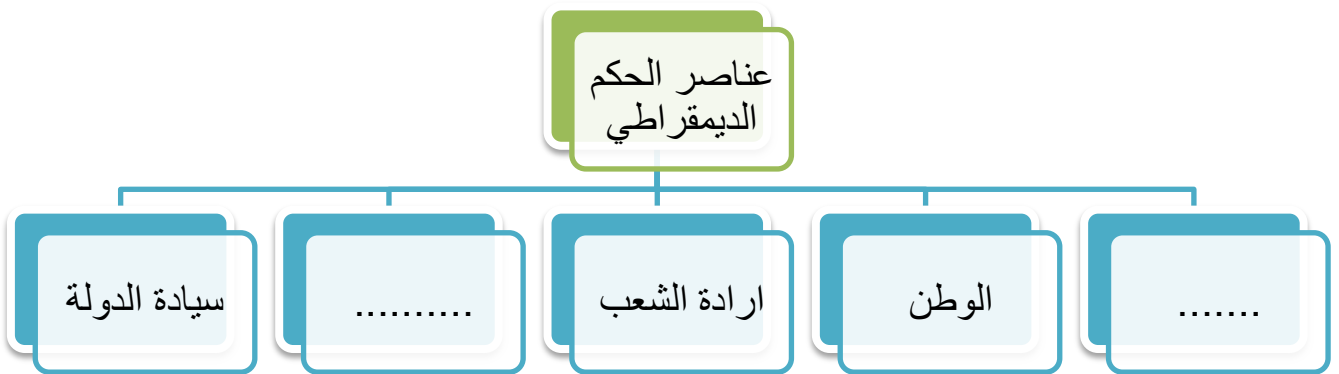 عناصر الحكم
الديمقراطي
.......
الوطن
ارادة الشعب
..........
سيادة الدولة